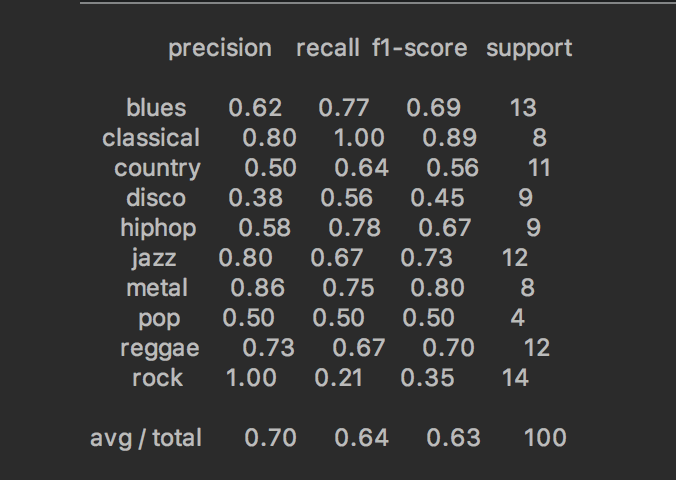 precision recall f1-score support
blues 0.62 0.77 0.69 13
classical 0.80 1.00 0.89 8
country 0.50 0.64 0.56 11
disco 0.38 0.56 0.45 9
hiphop 0.58 0.78 0.67 9
jazz 0.80 0.67 0.73 12
metal 0.86 0.75 0.80 8
pop 0.50 0.50 0.50 4
reggae 0.73 0.67 0.70 12
rock 1.00 0.21 0.35 14
avg / total 0.70 0.64 0.63 100